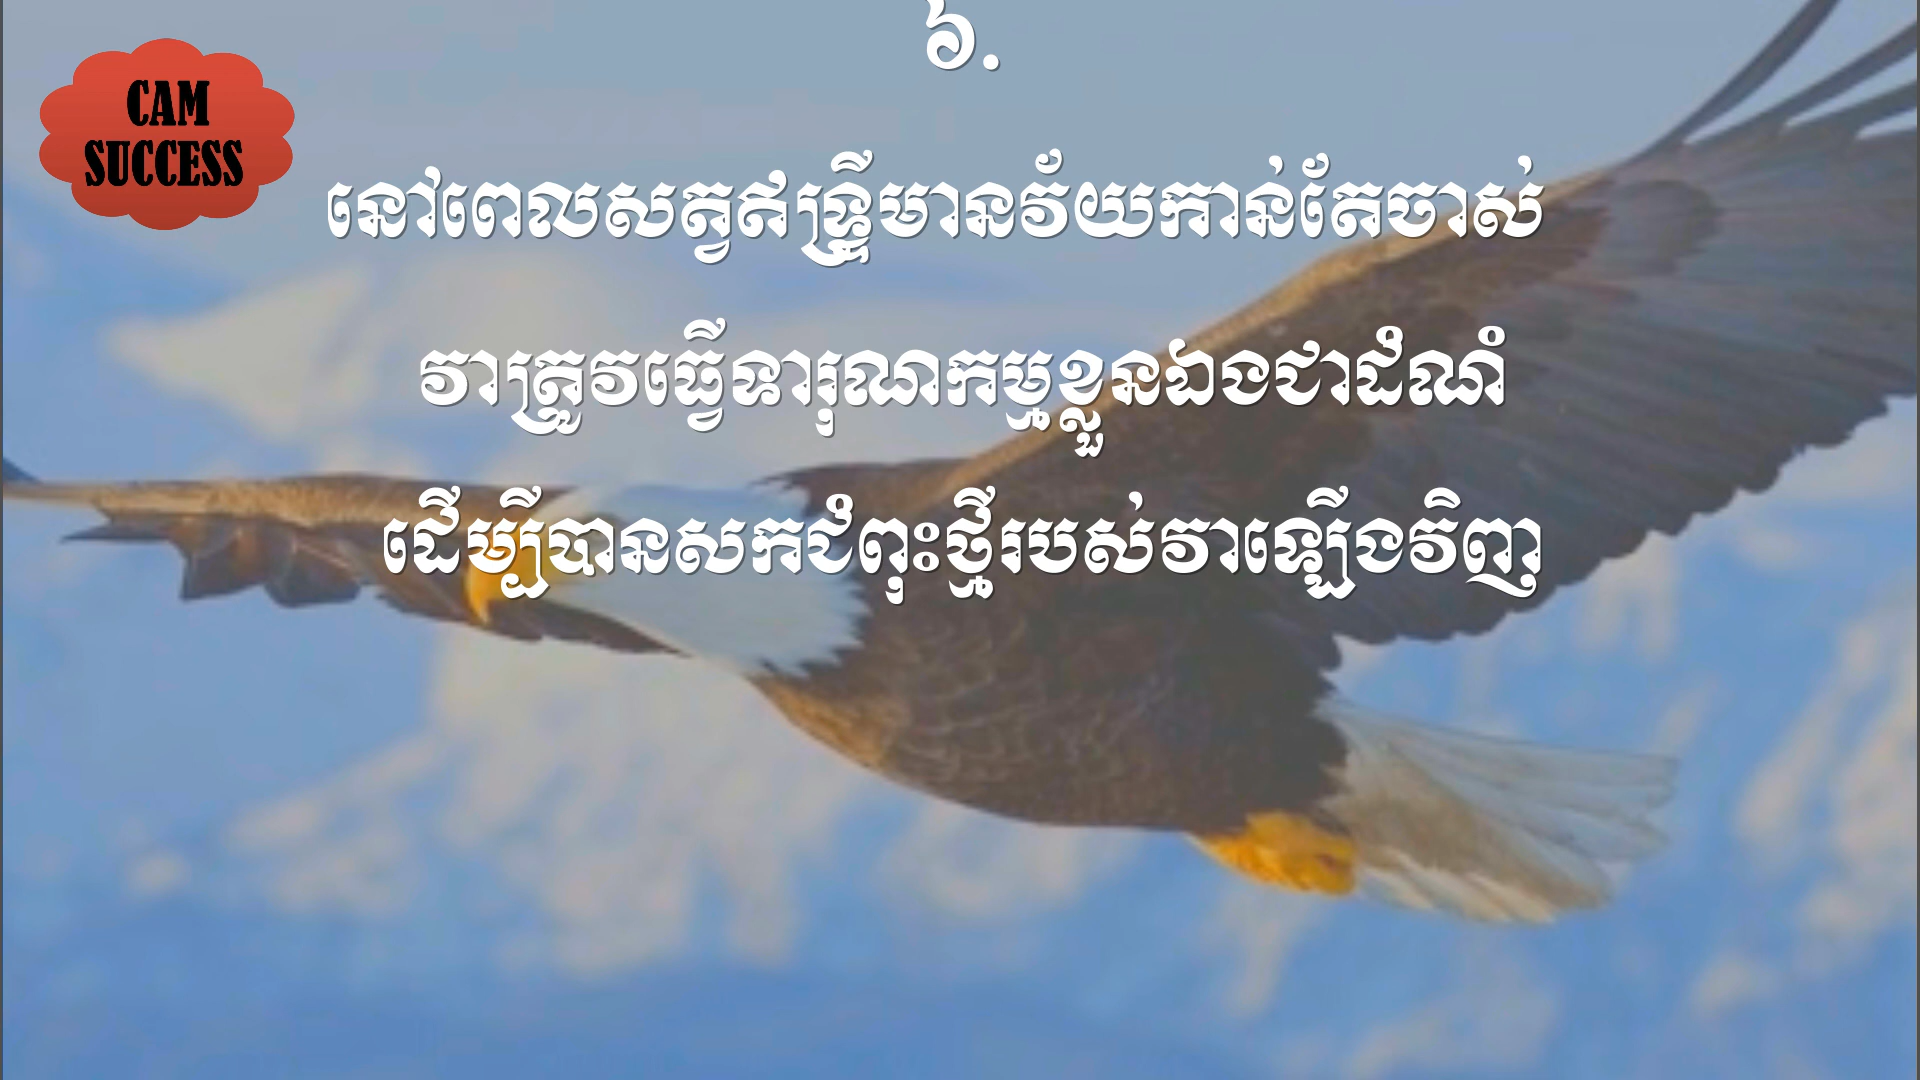 ៦.
CAM
SUCCESS
នៅពេលសត្វឥន្ទ្រីមានវ័យកាន់តែចាស់
វាត្រូវធ្វើទារុណកម្មខ្លួនឯងជាដំណំ
ដើម្បីបានសកជំពុះថ្មីរបស់វាឡើងវិញ